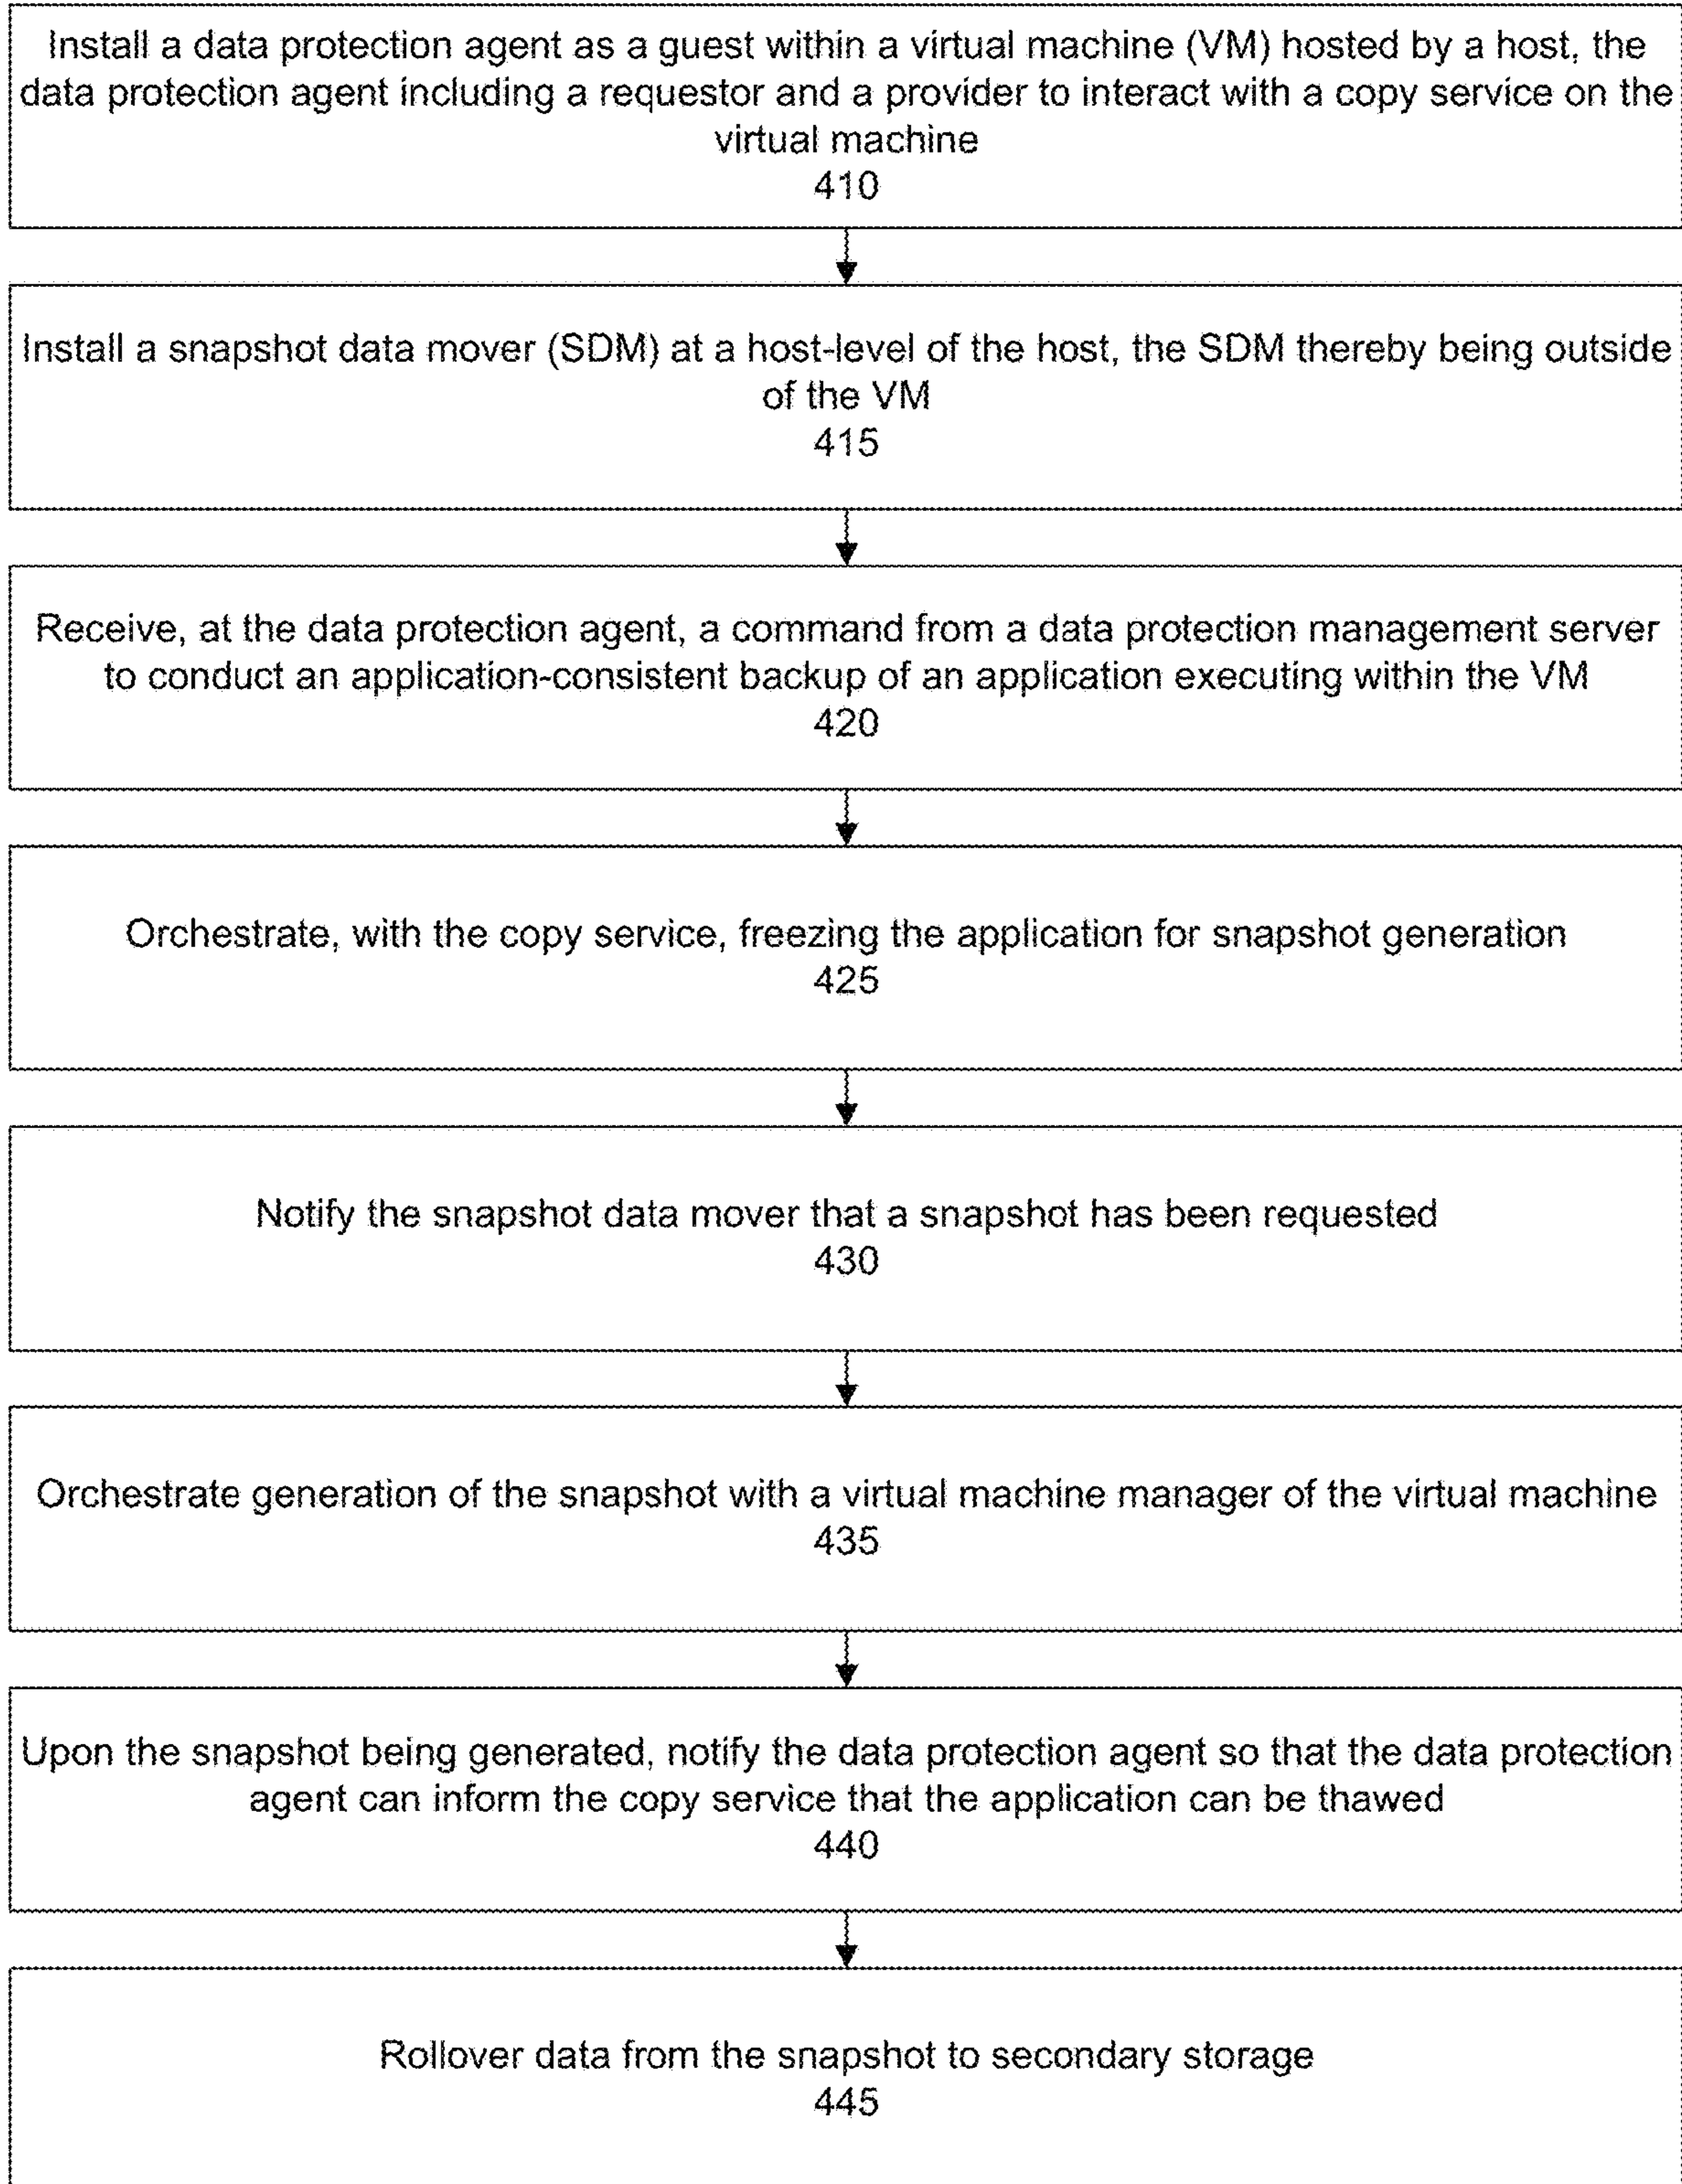 Install a data protection agent as a guest within a virtual machine (VM) hosted by a host, the
data protection agent including a requestor and a provider to interact with a copy service on the
virtual machine
410
Install a snapshot data mover (SDM) at a host-level of the host, the SDM thereby being outside
of the VM
415
Receive, at the data protection agent, a command from a data protection management server
to conduct an application-consistent backup of an application executing within the VM
420
Orchestrate, with the copy service, freezing the application for snapshot generation
425
Notify the snapshot data mover that a snapshot has been requested
430
Orchestrate generation of the snapshot with a virtual machine manager of the virtual machine
435
Upon the snapshot being generated, notify the data protection agent so that the data protection
agent can inform the copy service that the application can be thawed
440
Rollover data from the snapshot to secondary storage
445